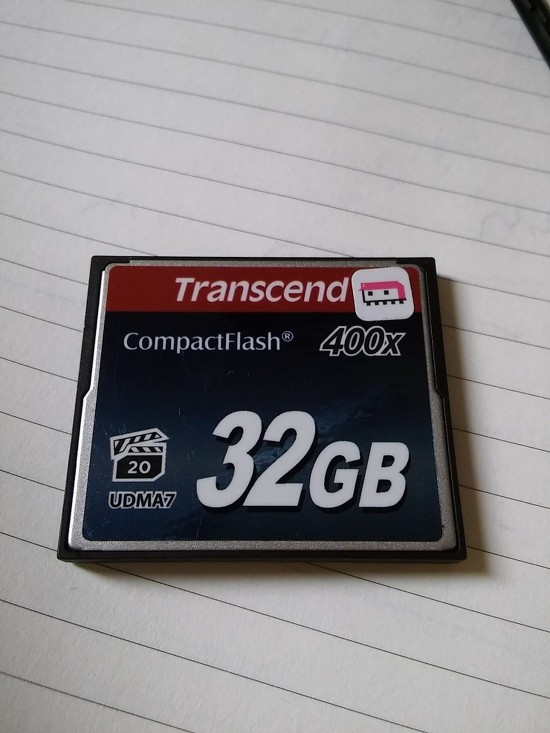 Transcend
CompactFlash® 400x
20
32GB
UDMA7